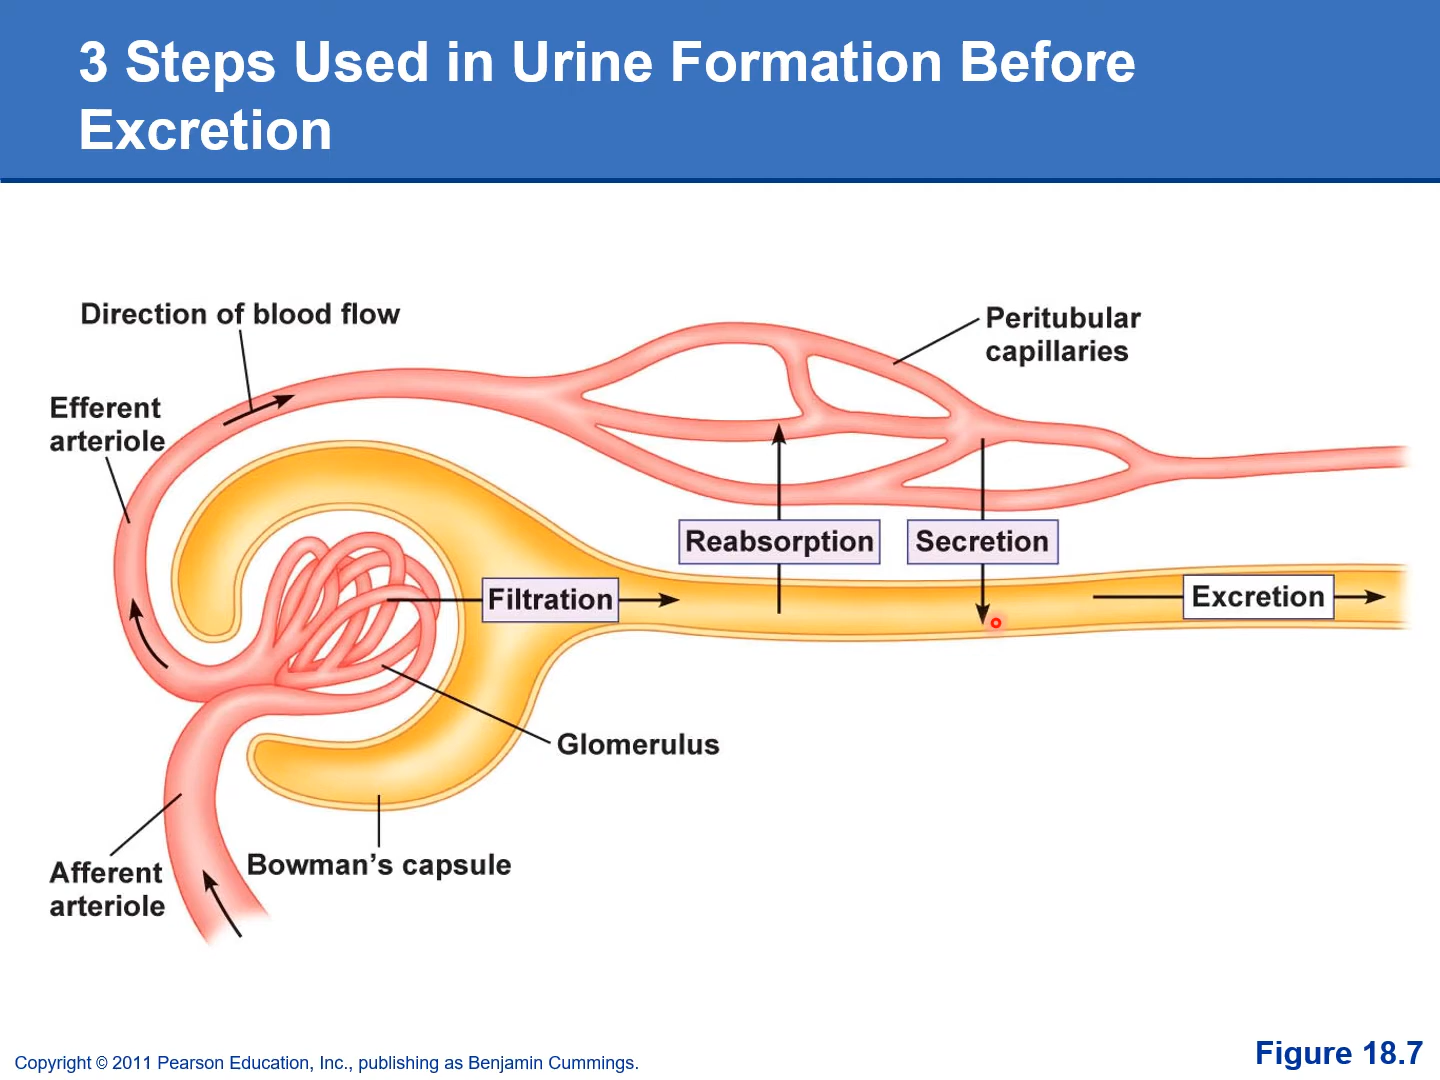 3 Steps Used in Urine Formation Before
Excretion
Direction of blood flow
Peritubular
capillaries
Efferent
arteriole
Reabsorption
Secretion
Filtration
Excretion
Glomerulus
Bowman’s capsule
Afferent
arteriole
Figure 18.7
Copyright © 2011 Pearson Education, Inc., publishing as Benjamin Cummings.